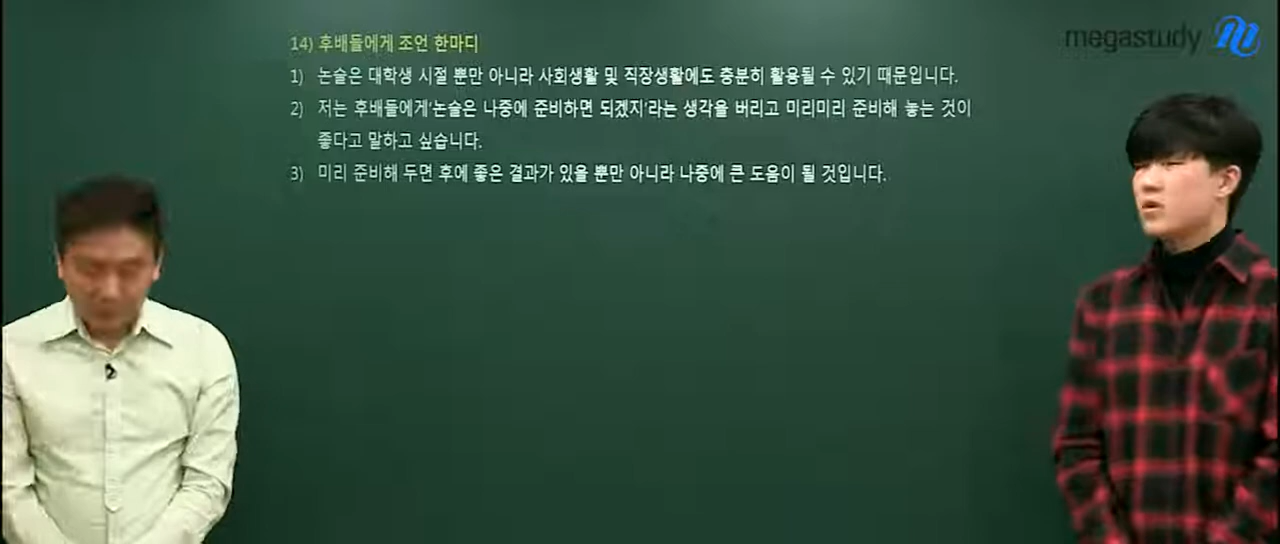 megastudy
14) 후배들에게 조언 한마디
1) 논술은 대학생 시절 뿐만 아니라 사회생활 및 직장생활에도 충분히 활용될 수 있기 때문입니다.
2) 저는 후배들에게'논술은 나중에 준비하면 되겠지'라는 생각을 버리고 미리미리 준비해 놓는 것이
좋다고 말하고 싶습니다.
3) 미리 준비해 두면 후에 좋은 결과가 있을 뿐만 아니라 나중에 큰 도움이 될 것입니다.